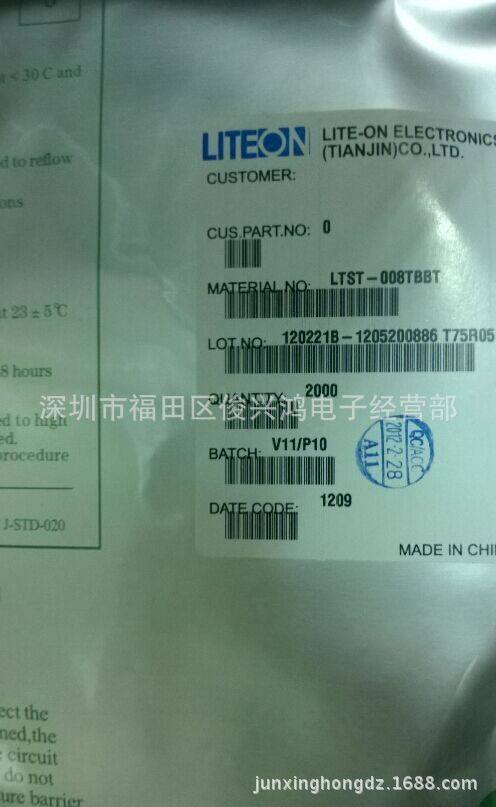 t < 30 C and
d to reflow
ons
at 23 ± 5℃
8 hours
ed to high
ed.
procedure
J-STD-020
LITEON
LITE-ON ELECTRONICS
(TIANJIN)CO.,LTD.
CUSTOMER:
CUS.PART.NO: 0
MATERIAL NO: LTST-008TBBT
LOT.NO: 120221B-1205200886 T75R05
QUANTITY: 2000
深圳市福田区俊兴鸿电子经营部
BATCH: V11/P10
QC/ACC
2012-2-28
A11
DATE CODE: 1209
MADE IN CHI
ect the
ned,the
circuit
do not
ure barrier
junxinghongdz.1688.com